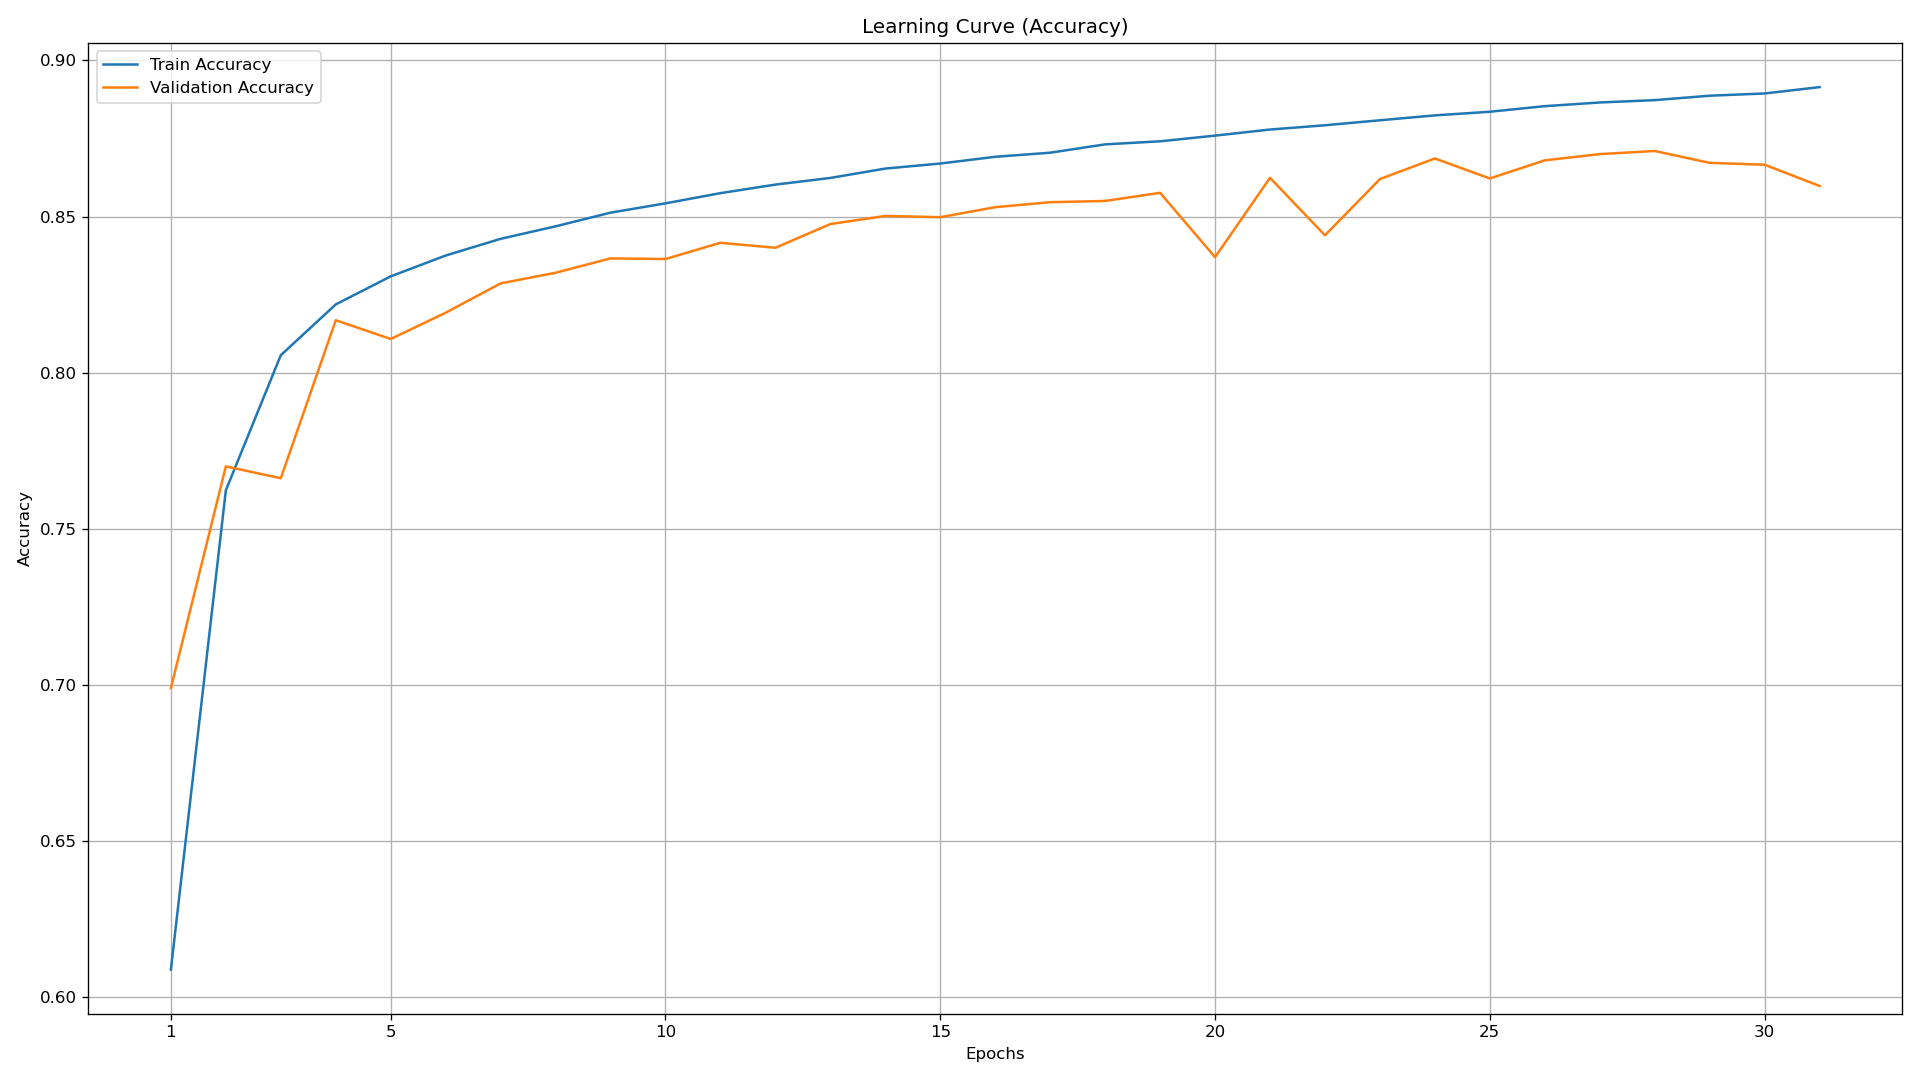 Learning Curve (Accuracy)
Train Accuracy
Validation Accuracy
0.90
0.85
0.80
0.75
0.70
0.65
0.60
Accuracy
1 5 10 15 20 25 30
Epochs